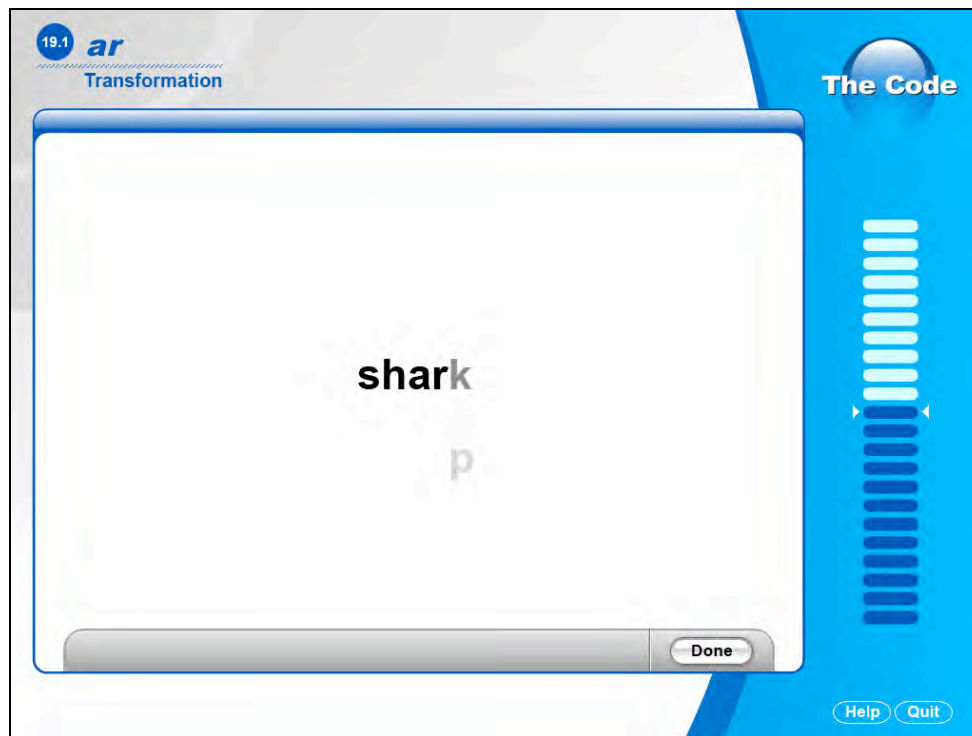 19.1 ar
Transformation
The Code
shark
p
Done
Help Quit